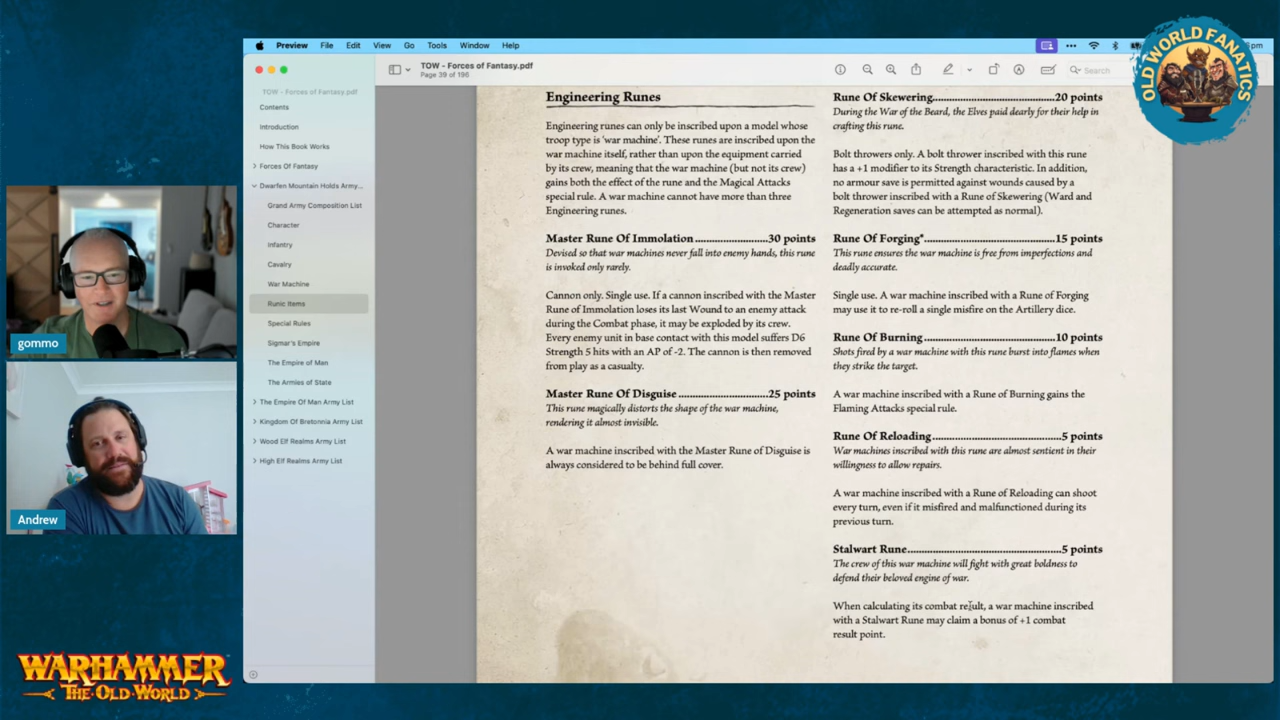 Preview File Edit View Go Tools Window Help
TOW - Forces of Fantasy.pdf
Page 39 of 196
Search
OLD WORLD FANATICS
TOW - Forces of Fantasy.pdf
Contents
Introduction
How This Book Works
Forces Of Fantasy
Dwarfen Mountain Holds Army...
Grand Army Composition List
Character
Infantry
Cavalry
War Machine
Runic Items
Special Rules
Sigmar's Empire
The Empire of Man
The Armies of State
The Empire Of Man Army List
Kingdom Of Bretonnia Army List
Wood Elf Realms Army List
High Elf Realms Army List
gommo
Andrew
WARHAMMER
THE·OLD·WORLD
Engineering Runes
Engineering runes can only be inscribed upon a model whose
troop type is 'war machine'. These runes are inscribed upon the
war machine itself, rather than upon the equipment carried
by its crew, meaning that the war machine (but not its crew)
gains both the effect of the rune and the Magical Attacks
special rule. A war machine cannot have more than three
Engineering runes.
Master Rune Of Immolation....................30 points
Devised so that war machines never fall into enemy hands, this rune
is invoked only rarely.
Cannon only. Single use. If a cannon inscribed with the Master
Rune of Immolation loses its last Wound to an enemy attack
during the Combat phase, it may be exploded by its crew.
Every enemy unit in base contact with this model suffers D6
Strength 5 hits with an AP of -2. The cannon is then removed
from play as a casualty.
Master Rune Of Disguise........................25 points
This rune magically distorts the shape of the war machine,
rendering it almost invisible.
A war machine inscribed with the Master Rune of Disguise is
always considered to be behind full cover.
Rune Of Skewering.................................20 points
During the War of the Beard, the Elves paid dearly for their help in
crafting this rune.
Bolt throwers only. A bolt thrower inscribed with this rune
has a +1 modifier to its Strength characteristic. In addition,
no armour save is permitted against wounds caused by a
bolt thrower inscribed with a Rune of Skewering (Ward and
Regeneration saves can be attempted as normal).
Rune Of Forging*....................................15 points
This rune ensures the war machine is free from imperfections and
deadly accurate.
Single use. A war machine inscribed with a Rune of Forging
may use it to re-roll a single misfire on the Artillery dice.
Rune Of Burning....................................10 points
Shots fired by a war machine with this rune burst into flames when
they strike the target.
A war machine inscribed with a Rune of Burning gains the
Flaming Attacks special rule.
Rune Of Reloading...................................5 points
War machines inscribed with this rune are almost sentient in their
willingness to allow repairs.
A war machine inscribed with a Rune of Reloading can shoot
every turn, even if it misfired and malfunctioned during its
previous turn.
Stalwart Rune..........................................5 points
The crew of this war machine will fight with great boldness to
defend their beloved engine of war.
When calculating its combat result, a war machine inscribed
with a Stalwart Rune may claim a bonus of +1 combat
result point.